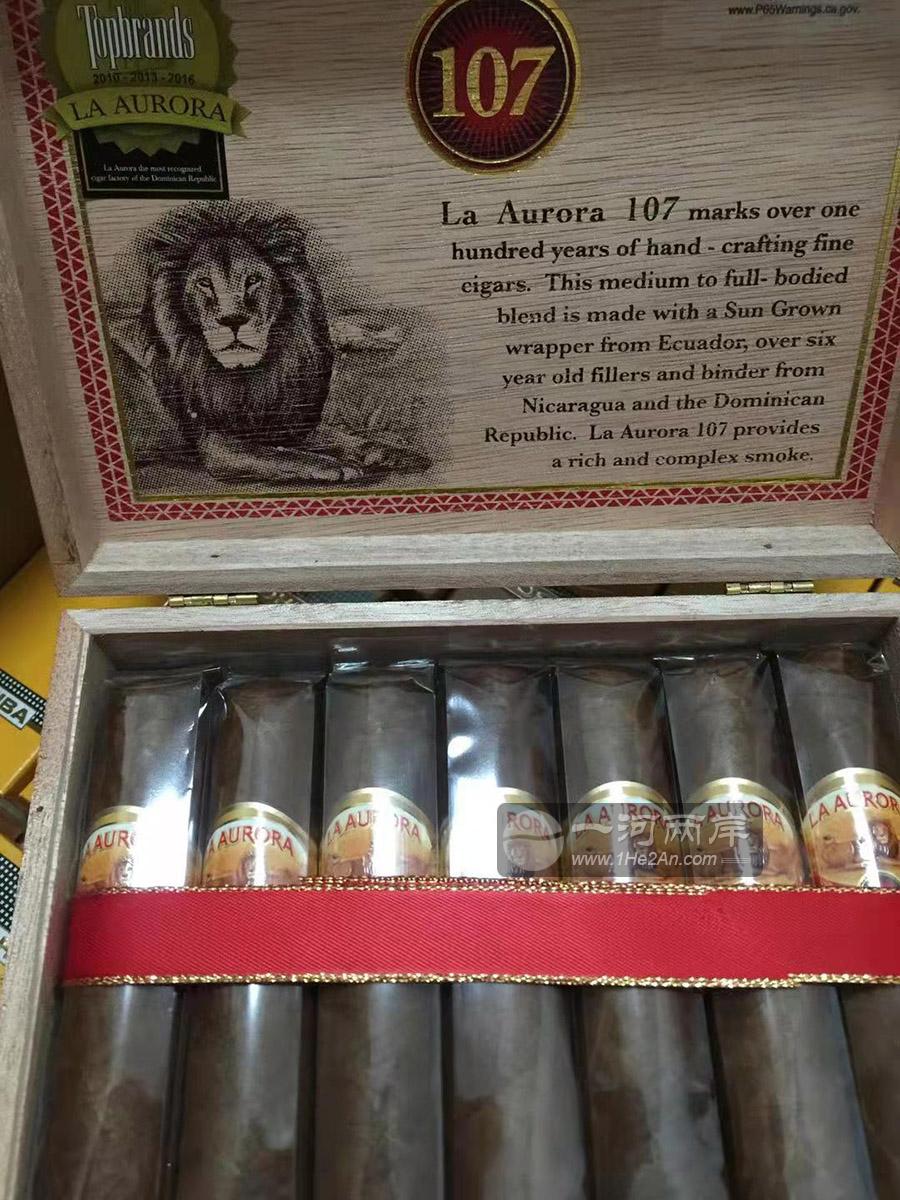 www.P65Warnings.ca.gov.
Topbrands
2010 - 2013 - 2016
LA AURORA
La Aurora the most recognized
cigar factory of the Dominican Republic
107
La Aurora 107 marks over one
hundred years of hand - crafting fine
cigars. This medium to full- bodied
blend is made with a Sun Grown
wrapper from Ecuador, over six
year old fillers and binder from
Nicaragua and the Dominican
Republic. La Aurora 107 provides
a rich and complex smoke.
LA AURORA
LA AURORA
AURORA
LA AUROR
一河两岸
www.1He2An.com